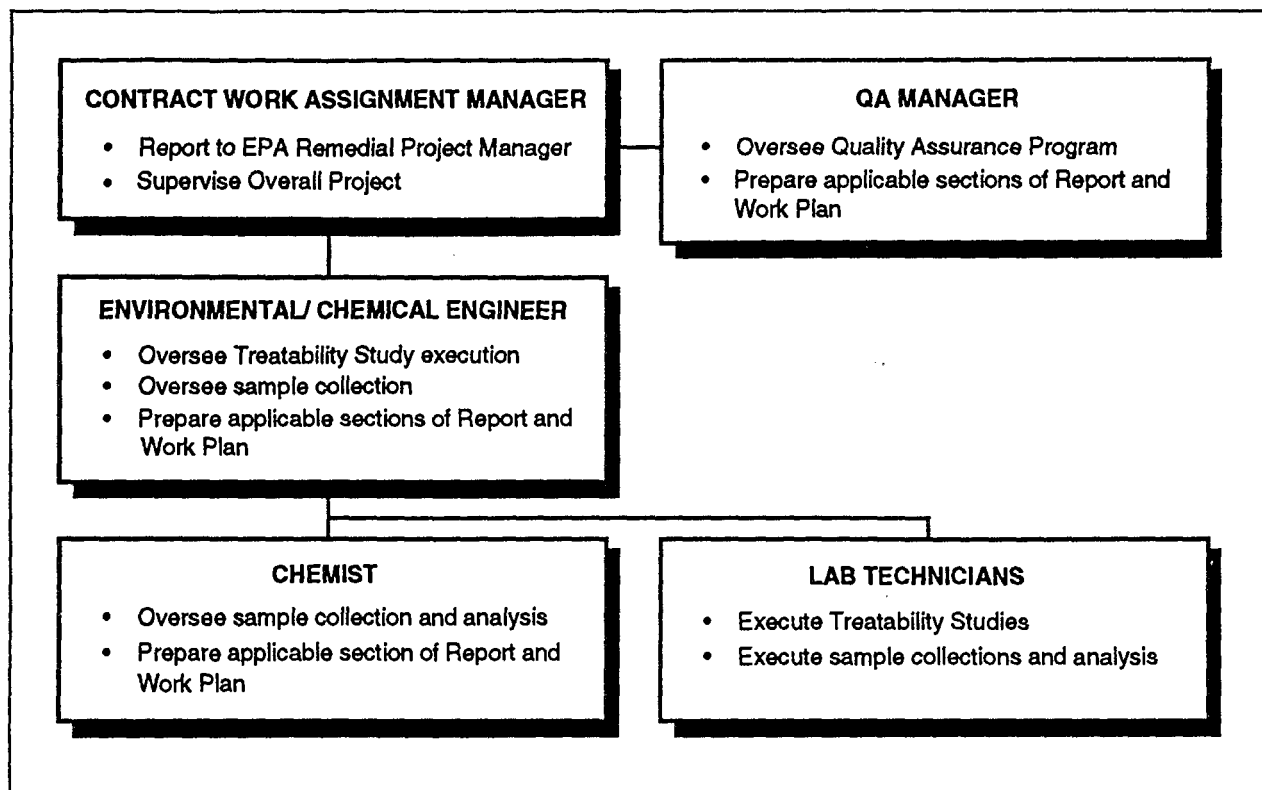 CONTRACT WORK ASSIGNMENT MANAGER
• Report to EPA Remedial Project Manager
• Supervise Overall Project
QA MANAGER
• Oversee Quality Assurance Program
• Prepare applicable sections of Report and
Work Plan
ENVIRONMENTAL/ CHEMICAL ENGINEER
• Oversee Treatability Study execution
• Oversee sample collection
• Prepare applicable sections of Report and
Work Plan
CHEMIST
• Oversee sample collection and analysis
• Prepare applicable section of Report and
Work Plan
LAB TECHNICIANS
• Execute Treatability Studies
• Execute sample collections and analysis